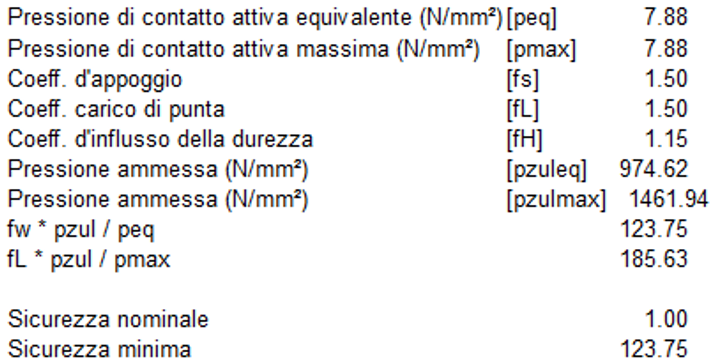 Pressione di contatto attiva equivalente (N/mm²) [peq] 7.88
Pressione di contatto attiva massima (N/mm²) [pmax] 7.88
Coeff. d'appoggio [fs] 1.50
Coeff. carico di punta [fL] 1.50
Coeff. d'influsso della durezza [fH] 1.15
Pressione ammessa (N/mm²) [pzuleq] 974.62
Pressione ammessa (N/mm²) [pzulmax] 1461.94
fw * pzul / peq 123.75
fL * pzul / pmax 185.63
Sicurezza nominale 1.00
Sicurezza minima 123.75